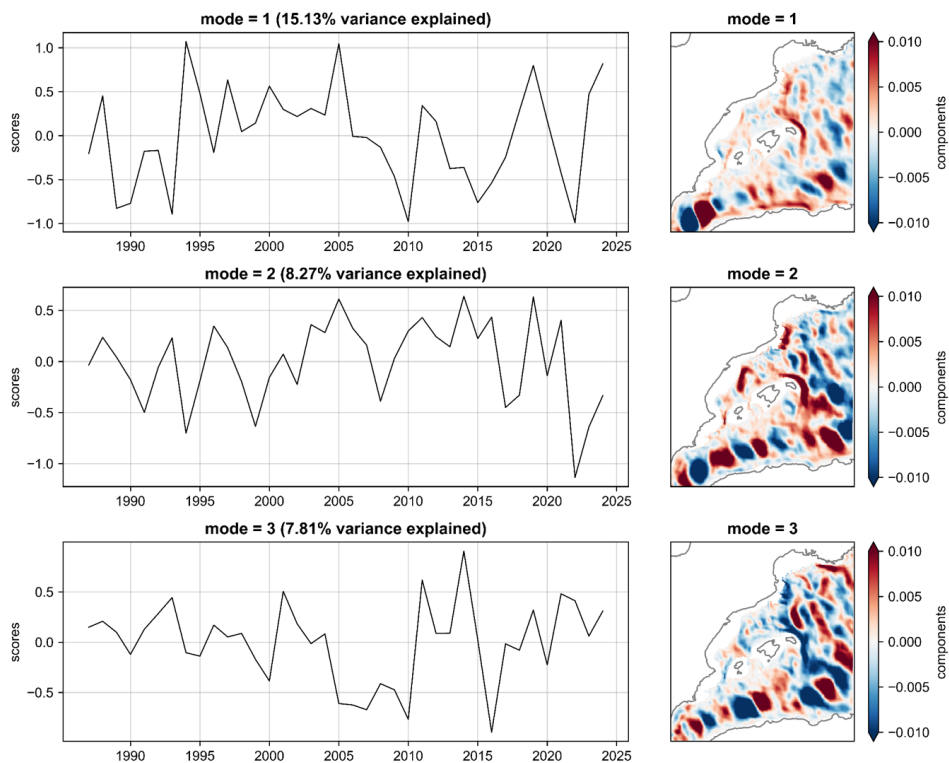 mode = 1 (15.13% variance explained)
mode = 1
1.0
0.5
0.0
−0.5
−1.0
scores
1990 1995 2000 2005 2010 2015 2020 2025
0.010
0.005
0.000
−0.005
−0.010
components
mode = 2 (8.27% variance explained)
mode = 2
0.5
0.0
−0.5
−1.0
scores
1990 1995 2000 2005 2010 2015 2020 2025
0.010
0.005
0.000
−0.005
−0.010
components
mode = 3 (7.81% variance explained)
mode = 3
0.5
0.0
−0.5
scores
1990 1995 2000 2005 2010 2015 2020 2025
0.010
0.005
0.000
−0.005
−0.010
components